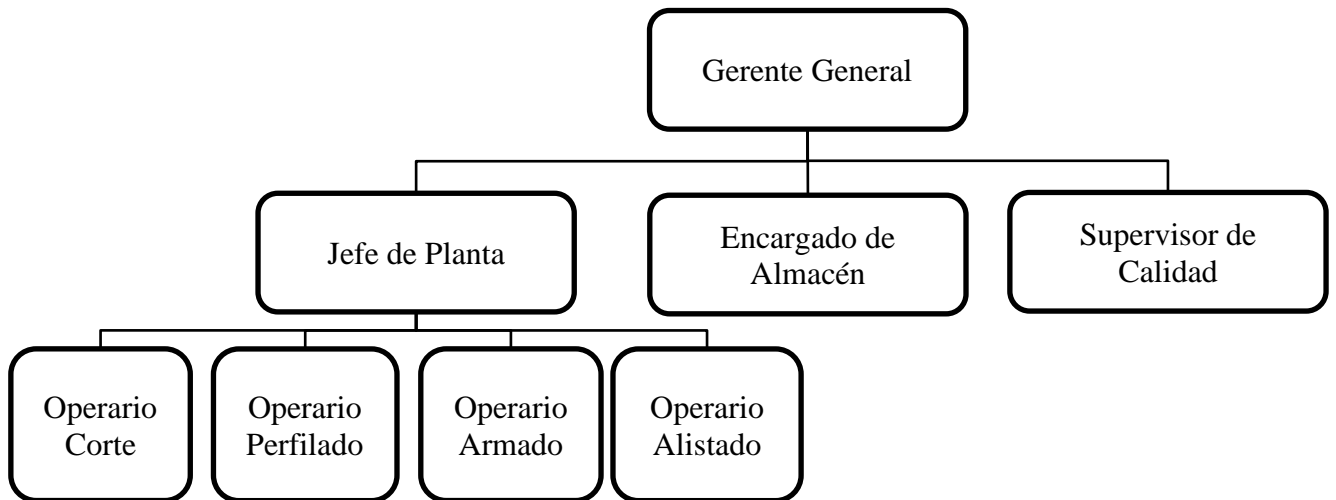 Gerente General
Jefe de Planta
Encargado de
Almacén
Supervisor de
Calidad
Operario
Corte
Operario
Perfilado
Operario
Armado
Operario
Alistado